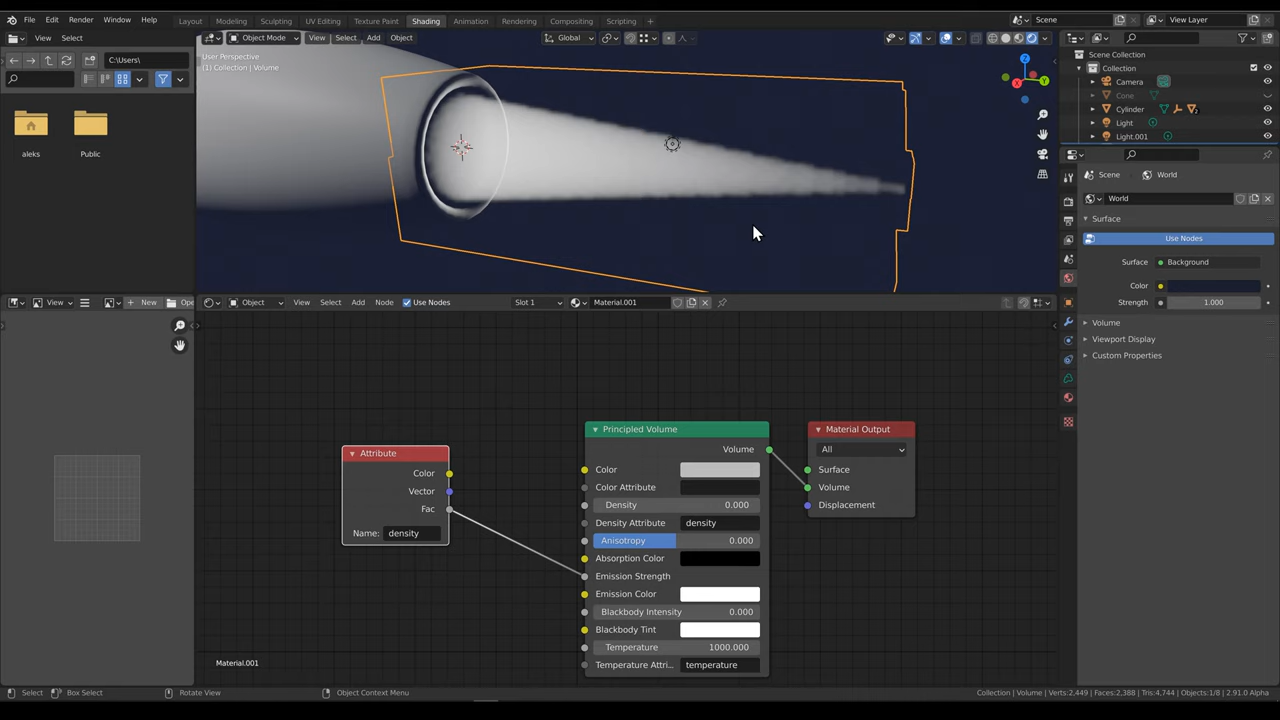 File Edit Render Window Help Layout Modeling Sculpting UV Editing Texture Paint Shading Animation Rendering Compositing Scripting + Scene View Layer
View Select Object Mode View Select Add Object Global
C:\Users\
User Perspective
(1) Collection | Volume
aleks Public
Scene Collection
Collection
Camera
Cone
Cylinder
Light
Light.001
Scene World
World
Surface
Use Nodes
Surface Background
Color
Strength 1.000
Volume
Viewport Display
Custom Properties
View New Ope Object View Select Add Node Use Nodes Slot 1 Material.001
Attribute
Color
Vector
Fac
Name: density
Principled Volume
Volume
Color
Color Attribute
Density 0.000
Density Attribute density
Anisotropy 0.000
Absorption Color
Emission Strength
Emission Color
Blackbody Intensity 0.000
Blackbody Tint
Temperature 1000.000
Temperature Attri... temperature
Material Output
All
Surface
Volume
Displacement
Material.001
Select Box Select Rotate View Object Context Menu Collection | Volume | Verts:2,449 | Faces:2,388 | Tris:4,744 | Objects:1/8 | 2.91.0 Alpha